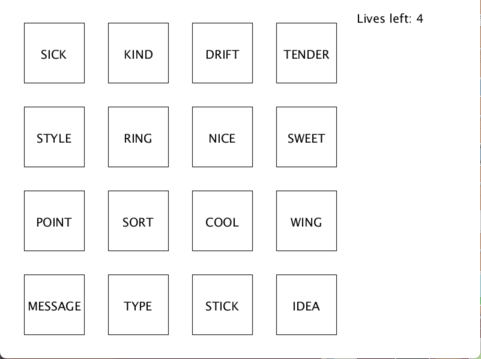 Lives left: 4
SICK KIND DRIFT TENDER
STYLE RING NICE SWEET
POINT SORT COOL WING
MESSAGE TYPE STICK IDEA